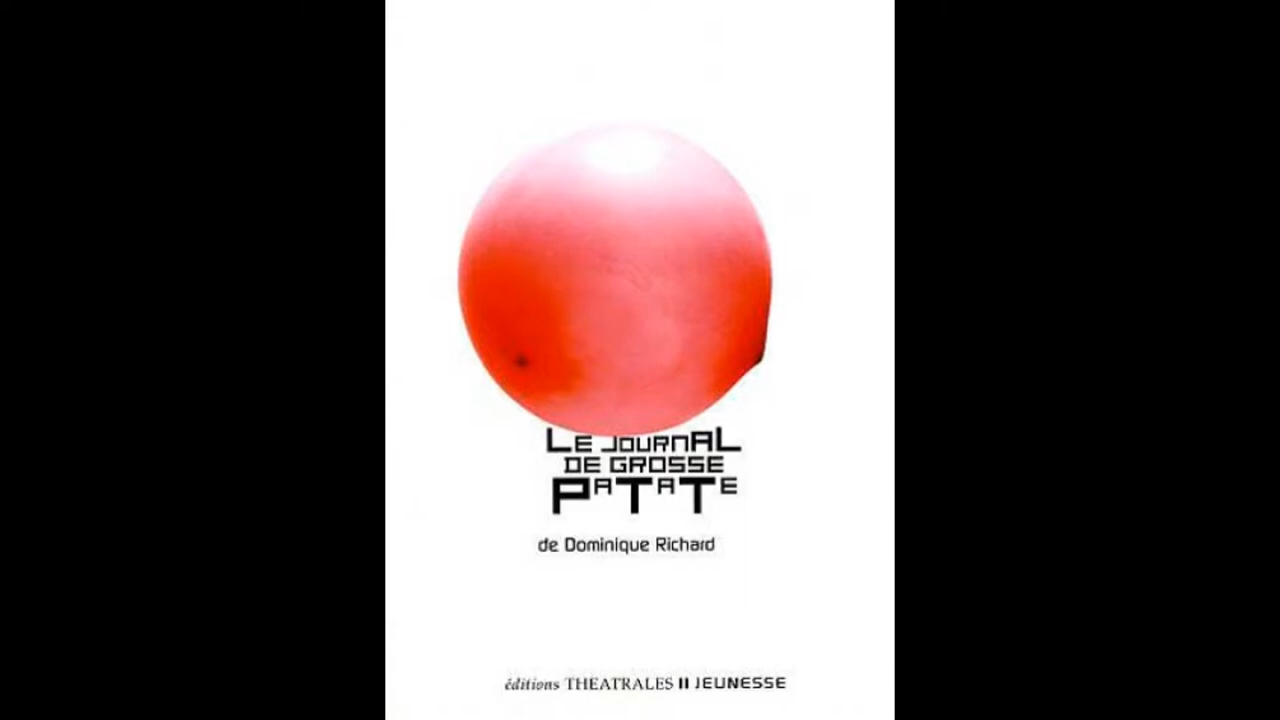 LE JOURNAL
DE GROSSE
PATATE
de Dominique Richard
éditions THEATRALES II JEUNESSE